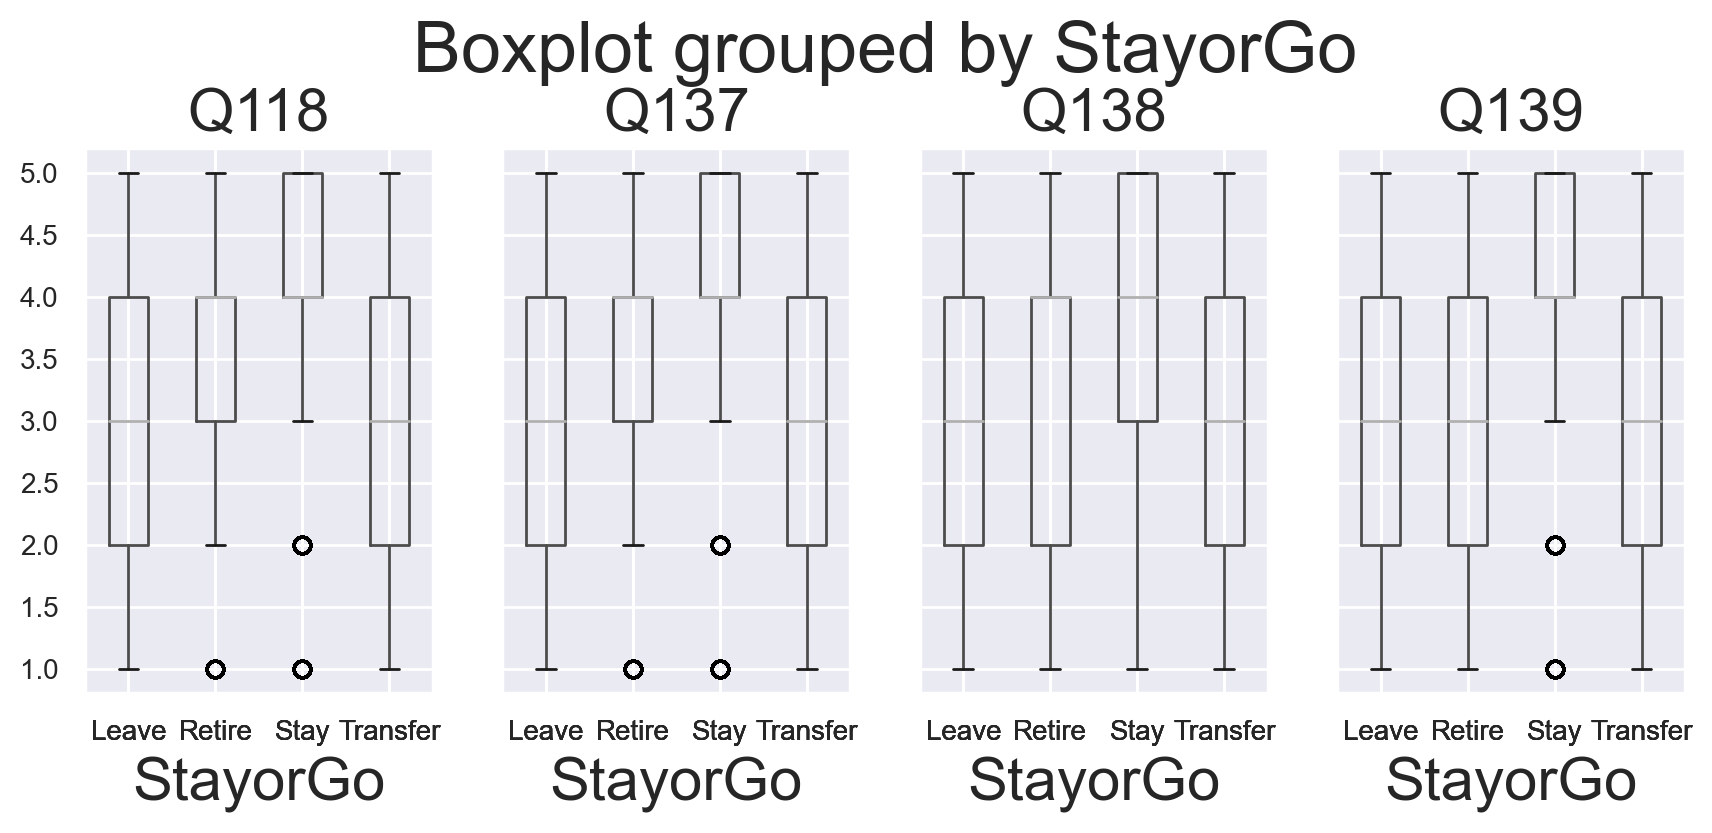 Boxplot grouped by StayorGo
Q118 Q137 Q138 Q139
5.0
4.5
4.0
3.5
3.0
2.5
2.0
1.5
1.0
Leave Retire Stay Transfer Leave Retire Stay Transfer Leave Retire Stay Transfer Leave Retire Stay Transfer
StayorGo StayorGo StayorGo StayorGo